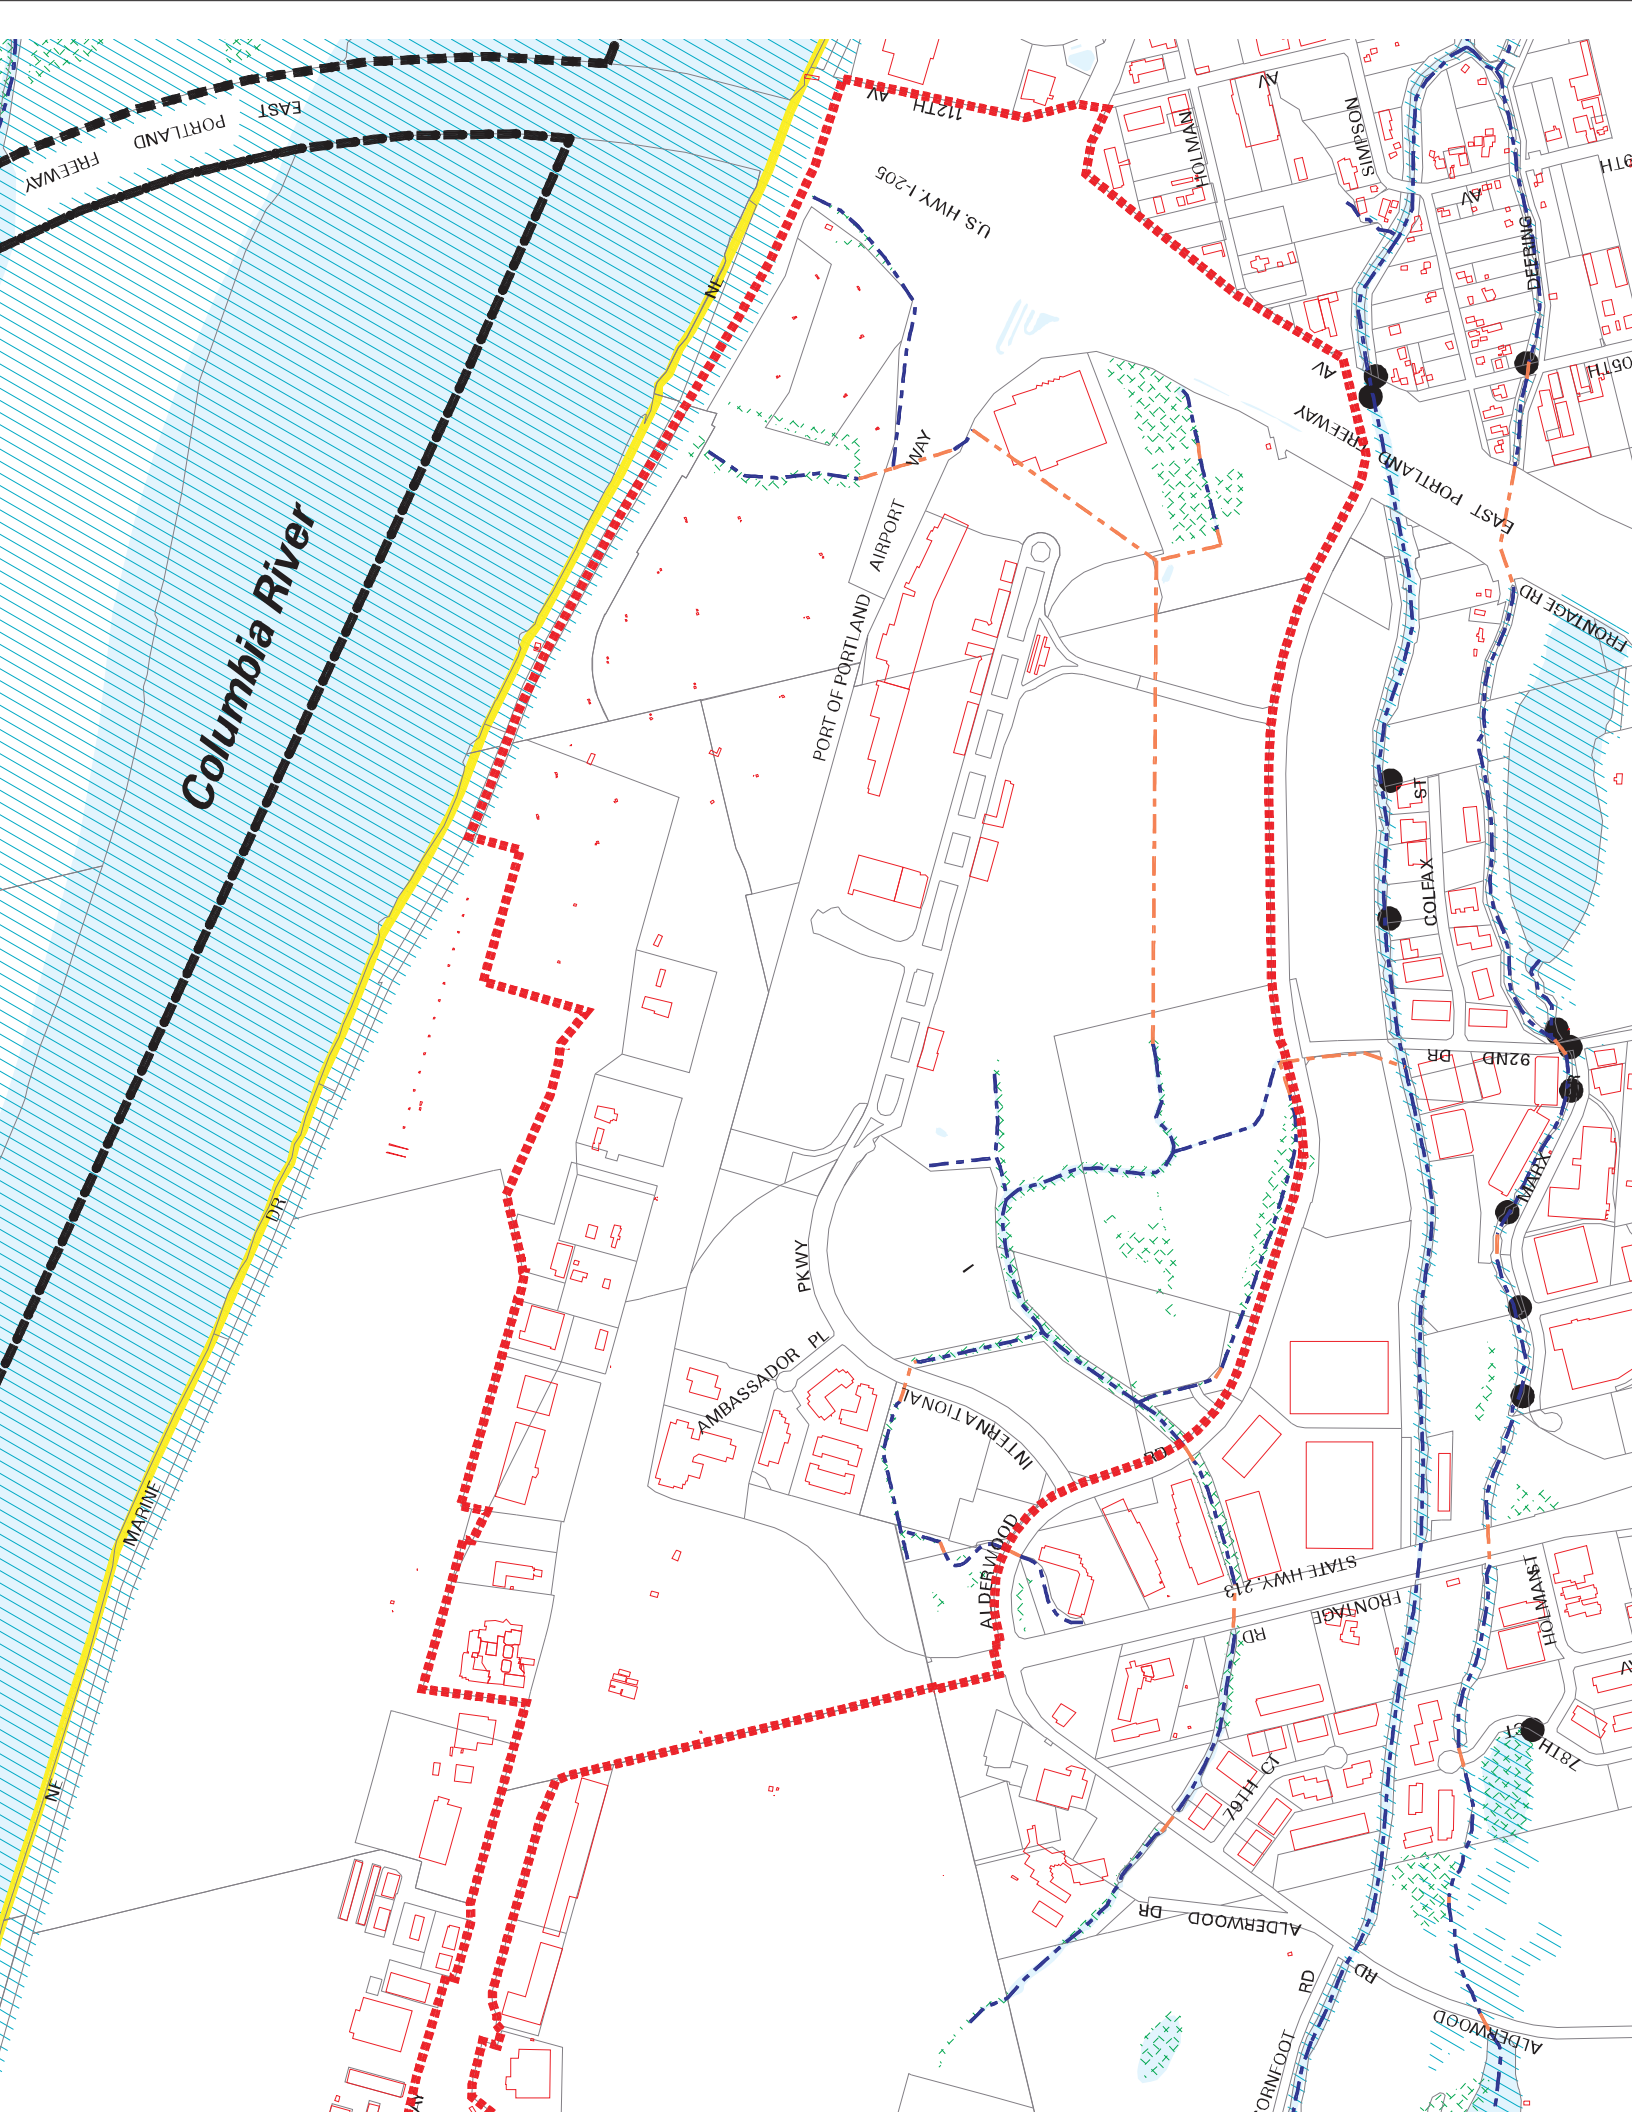 EAST
PORTLAND
FREEWAY
AV
112TH
U.S. HWY, I-205
HOLMAN
AV
SIMPSON
AV
DEERING
NE
Columbia River
WAY
AIRPORT
PORT OF PORTLAND
AV
FREEWAY
PORTLAND
EAST
FRONTAGE RD
ST
COLFAX
DR
92ND
MARX
DR
PKWY
AMBASSADOR PL
INTERNATIONAL
RD
MARINE
ALDERWOOD
STATE HWY. 213
FRONTAGE
RD
HOLMAN
ST
NE
79TH CT
CT
78TH
DR
ALDERWOOD
RD
RD
ALDERWOOD